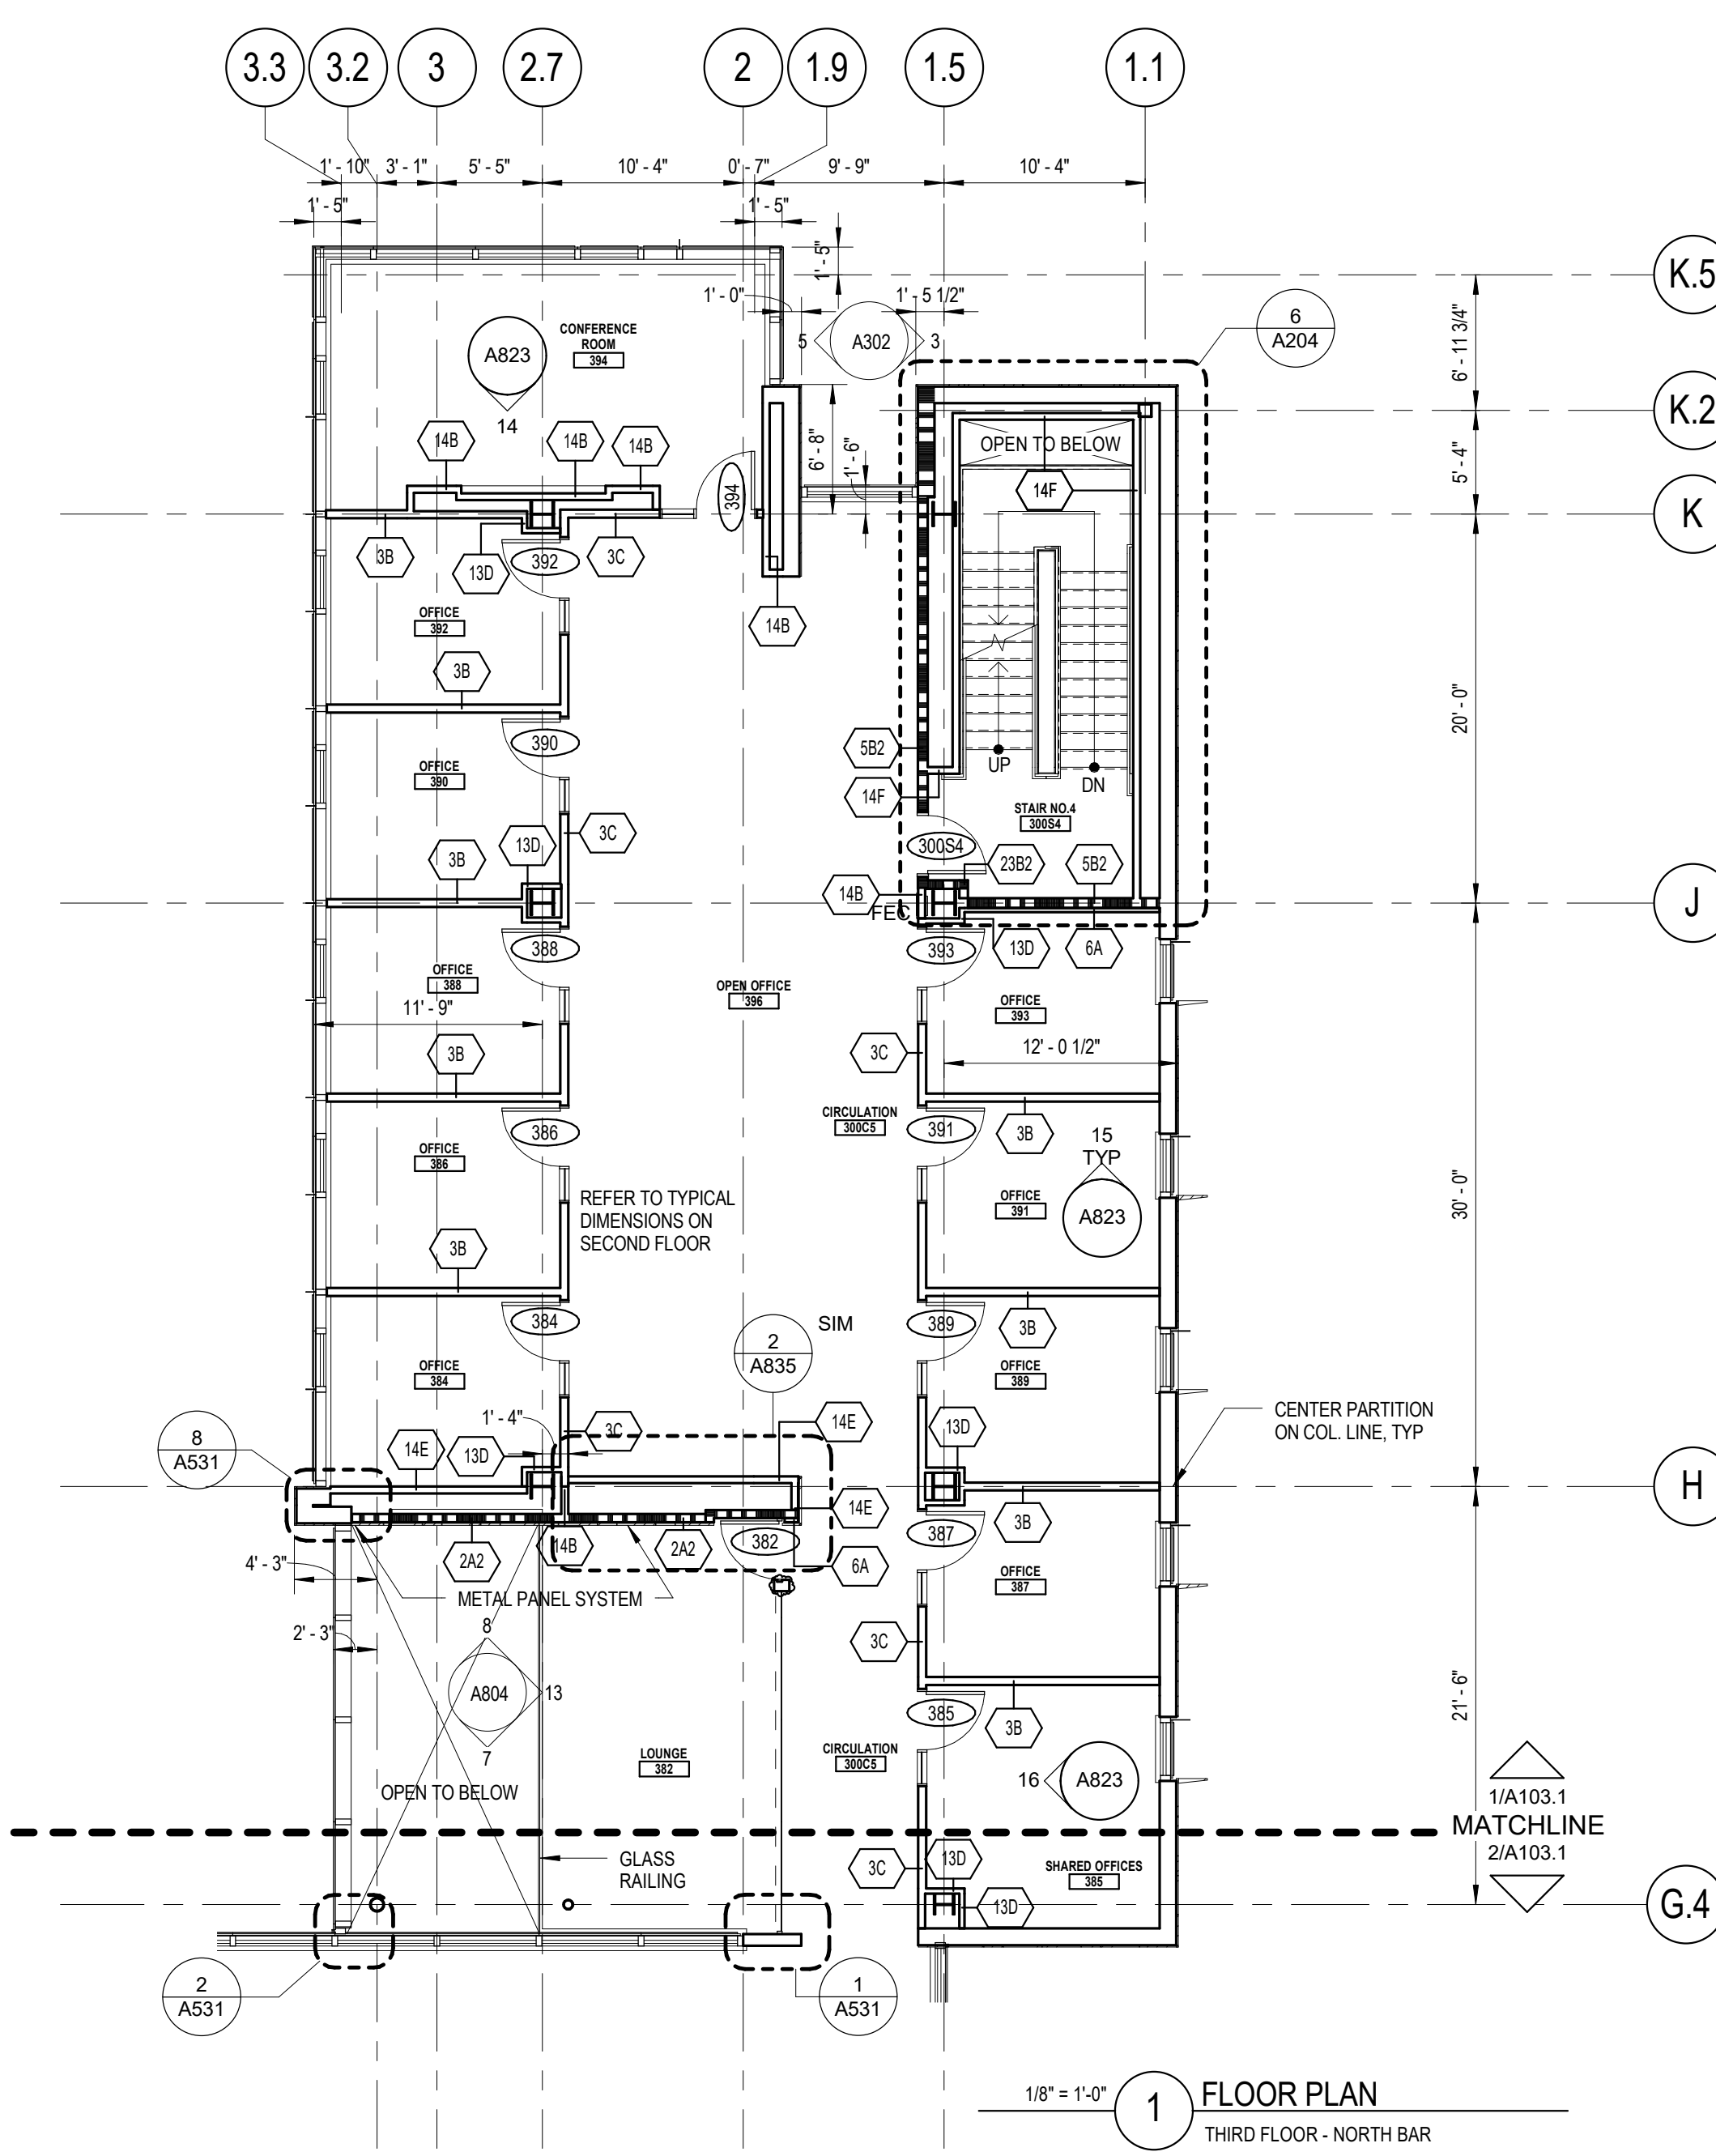 3.3 3.2 3 2.7 2 1.9 1.5 1.1
1' - 10" 3' - 1" 5' - 5" 10' - 4" 0' - 7" 9' - 9" 10' - 4"
1' - 5" 1' - 5"
1' - 5"
K.5
1' - 0" 1' - 5 1/2"
6
A204
5 A302 3
CONFERENCE
ROOM
394
A823
14
6' - 11 3/4"
K.2
14B 14B 14B
6' - 8"
1' - 6"
OPEN TO BELOW
5' - 4"
14F
394
K
3B 13D 392 3C
OFFICE
392
14B
3B
20' - 0"
390
5B2
UP
OFFICE
390
DN
14F
STAIR NO.4
300S4
3C
13D
3B
300S4
23B2 5B2
14B
FEC
J
388
393 13D 6A
OFFICE
388
OPEN OFFICE
396
OFFICE
393
11' - 9"
12' - 0 1/2"
3B
3C
CIRCULATION
300C5
386
391
3B
15
TYP
A823
OFFICE
386
OFFICE
391
30' - 0"
REFER TO TYPICAL
DIMENSIONS ON
SECOND FLOOR
3B
384
SIM
2
A835
389
3B
OFFICE
384
OFFICE
389
CENTER PARTITION
ON COL. LINE, TYP
1' - 4"
3C
14E
13D
8
A531
14E 13D
H
14E
3B
387
382
2A2 14B 2A2
6A
4' - 3"
OFFICE
387
METAL PANEL SYSTEM
2' - 3"
8
3C
A804
13
7
21' - 6"
385
3B
LOUNGE
382
CIRCULATION
300C5
16 A823
OPEN TO BELOW
1/A103.1
MATCHLINE
2/A103.1
GLASS
RAILING
3C
13D
SHARED OFFICES
385
13D
G.4
2
A531
1
A531
1/8" = 1'-0"
1
FLOOR PLAN
THIRD FLOOR - NORTH BAR